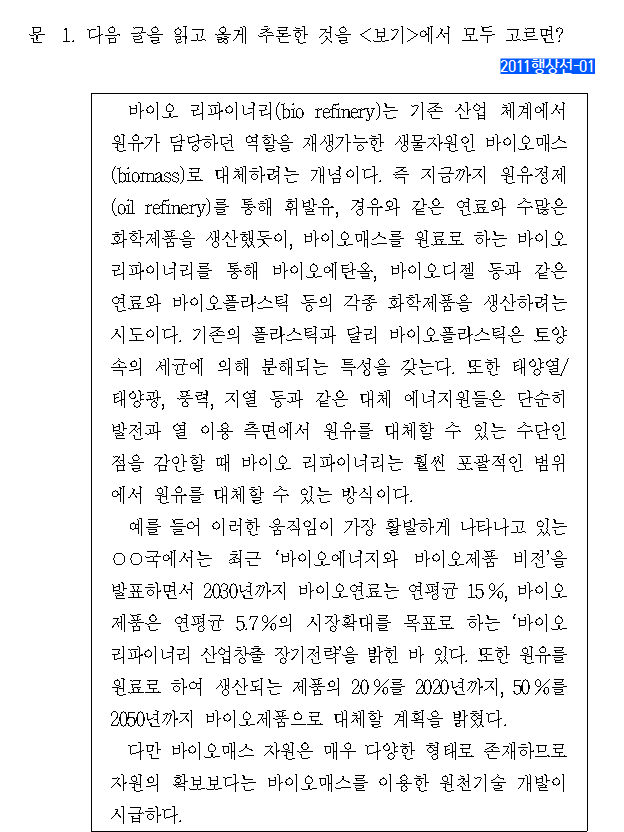 문 1. 다음 글을 읽고 옳게 추론한 것을 <보기>에서 모두 고르면?
2011행상선-01
바이오 리파이너리(bio refinery)는 기존 산업 체계에서
원유가 담당하던 역할을 재생가능한 생물자원인 바이오매스
(biomass)로 대체하려는 개념이다. 즉 지금까지 원유정제
(oil refinery)를 통해 휘발유, 경유와 같은 연료와 수많은
화학제품을 생산했듯이, 바이오매스를 원료로 하는 바이오
리파이너리를 통해 바이오에탄올, 바이오디젤 등과 같은
연료와 바이오플라스틱 등의 각종 화학제품을 생산하려는
시도이다. 기존의 플라스틱과 달리 바이오플라스틱은 토양
속의 세균에 의해 분해되는 특성을 갖는다. 또한 태양열/
태양광, 풍력, 지열 등과 같은 대체 에너지원들은 단순히
발전과 열 이용 측면에서 원유를 대체할 수 있는 수단인
점을 감안할 때 바이오 리파이너리는 훨씬 포괄적인 범위
에서 원유를 대체할 수 있는 방식이다.
예를 들어 이러한 움직임이 가장 활발하게 나타나고 있는
○○국에서는 최근 ‘바이오에너지와 바이오제품 비전’을
발표하면서 2030년까지 바이오연료는 연평균 15 %, 바이오
제품은 연평균 5.7 %의 시장확대를 목표로 하는 ‘바이오
리파이너리 산업창출 장기전략’을 밝힌 바 있다. 또한 원유를
원료로 하여 생산되는 제품의 20 %를 2020년까지, 50 %를
2050년까지 바이오제품으로 대체할 계획을 밝혔다.
다만 바이오매스 자원은 매우 다양한 형태로 존재하므로
자원의 확보보다는 바이오매스를 이용한 원천기술 개발이
시급하다.